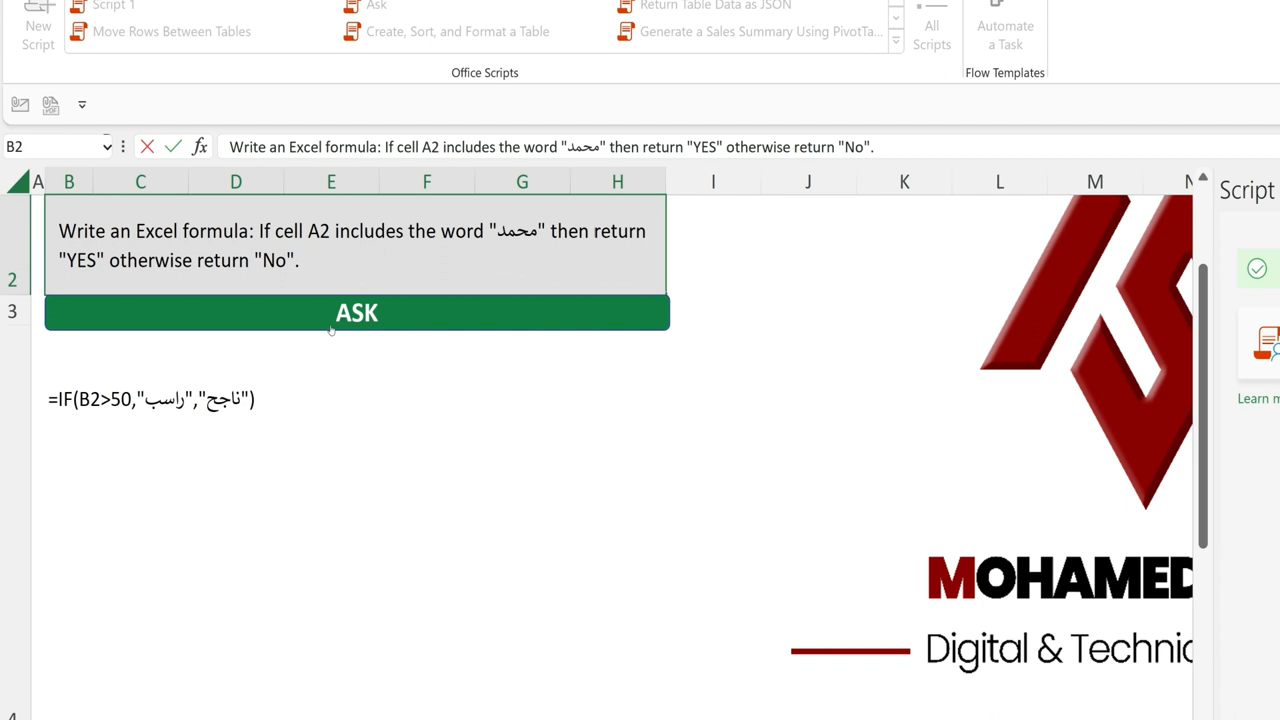 Script 1
Ask
Return Table Data as JSON
New
Script
Move Rows Between Tables
Create, Sort, and Format a Table
Generate a Sales Summary Using PivotTa...
All
Scripts
Automate
a Task
Office Scripts
Flow Templates
B2
fx
Write an Excel formula: If cell A2 includes the word "محمد" then return "YES" otherwise return "No".
A B C D E F G H I J K L M N
Script
2
Write an Excel formula: If cell A2 includes the word "محمد" then return
"YES" otherwise return "No".
3
ASK
=IF(B2>50,"ناجح","راسب")
Learn m
MOHAMED
Digital & Technic
4